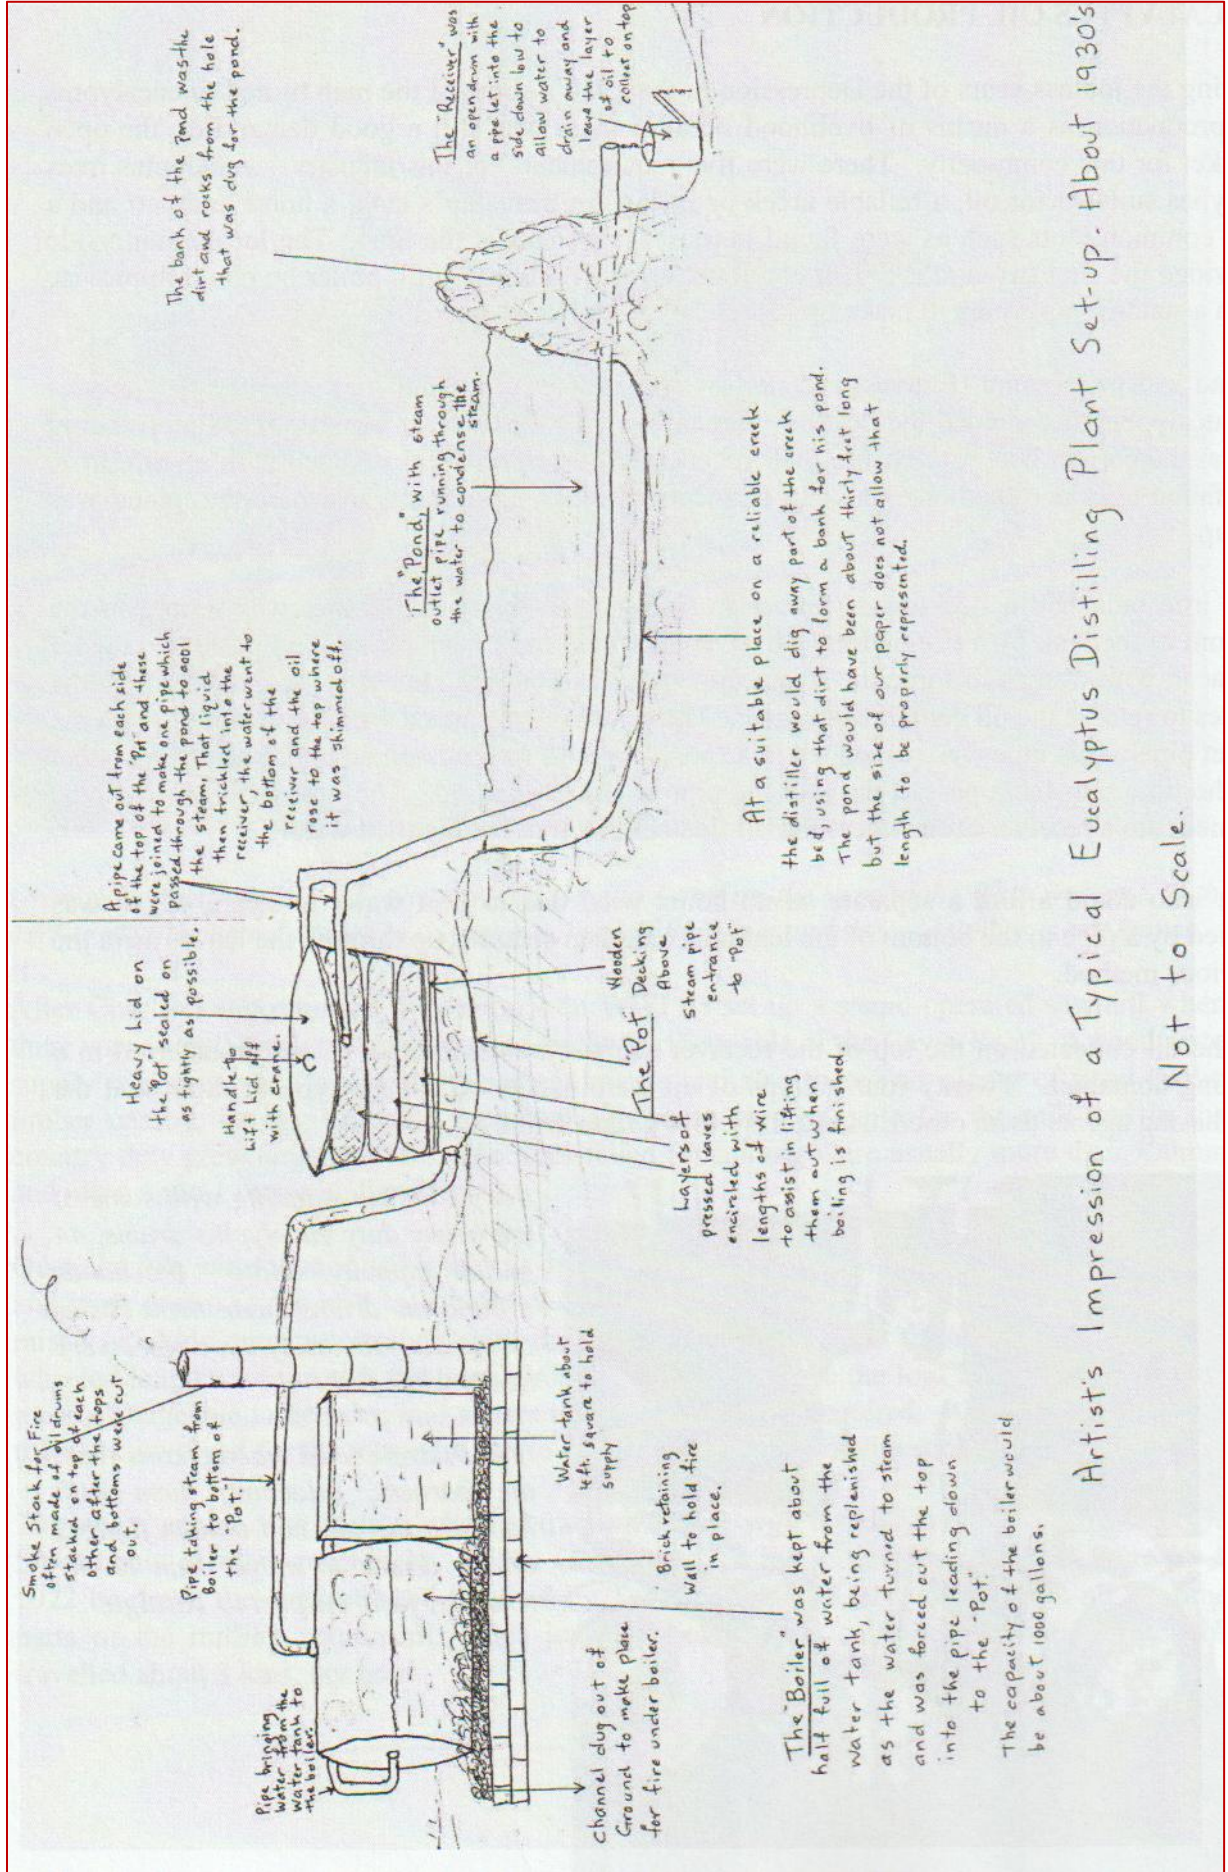 Smoke Stack for Fire
often made of oil drums
stacked on top of each
other after the tops
and bottoms were cut
out.
Pipe taking steam from
Boiler to bottom of
the "Pot."
Pipe bringing
water from the
water tank to
the boiler.
Heavy lid on
the "Pot" sealed on
as tightly as possible.
Handle to
Lift lid off
with crane.
A pipe came out from each side
of the top of the "Pot" and these
were joined to make one pipe which
passed through the pond to cool
the steam. That liquid
then trickled into the
receiver, the water went to
the bottom of the
receiver and the oil
rose to the top where
it was skimmed off.
The "Pond", with steam
outlet pipe running through
the water to condense the
steam.
The bank of the pond was the
dirt and rocks from the hole
that was dug for the pond.
The "Receiver" was
an open drum with
a pipe let into the
side down low to
allow water to
drain away and
leave the layer
of oil to
collect on top
Channel dug out of
Ground to make place
for fire under boiler.
Brick retaining
Wall to hold fire
in place.
Water tank about
4ft. square to hold
supply
Layers of
pressed leaves
encircled with
lengths of wire
to assist in lifting
them out when
boiling is finished.
The "Pot"
Wooden
Decking
Above
steam pipe
entrance
to "Pot"
At a suitable place on a reliable creek
the distiller would dig away part of the creek
bed, using that dirt to form a bank for his pond.
The pond would have been about thirty feet long
but the size of our paper does not allow that
length to be properly represented.
The "Boiler" was kept about
half full of water from the
water tank, being replenished
as the water turned to steam
and was forced out the top
into the pipe leading down
to the "Pot".
The capacity of the boiler would
be about 1000 gallons.
Artist's Impression of a Typical Eucalyptus Distilling Plant Set-up. About 1930's
Not to Scale.